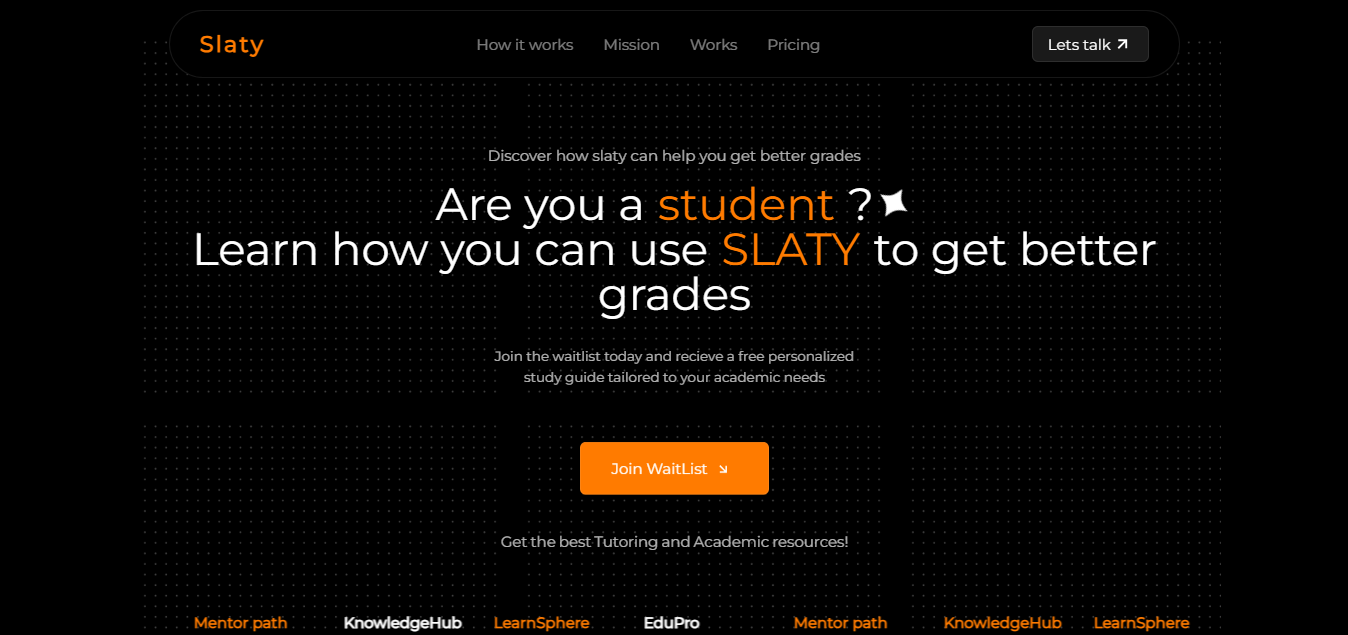 Slaty
How it works Mission Works Pricing
Lets talk
Discover how slaty can help you get better grades
Are you a student ?
Learn how you can use SLATY to get better
grades
Join the waitlist today and recieve a free personalized
study guide tailored to your academic needs
Join WaitList
Get the best Tutoring and Academic resources!
Mentor path KnowledgeHub LearnSphere EduPro Mentor path KnowledgeHub LearnSphere